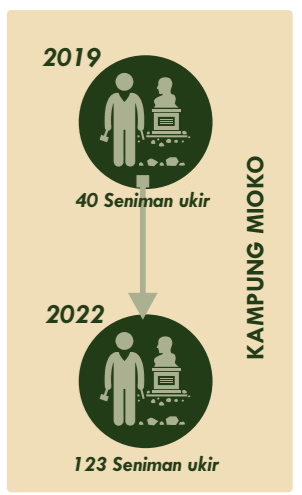 2019
40 Seniman ukir
KAMPUNG MIOKO
2022
123 Seniman ukir